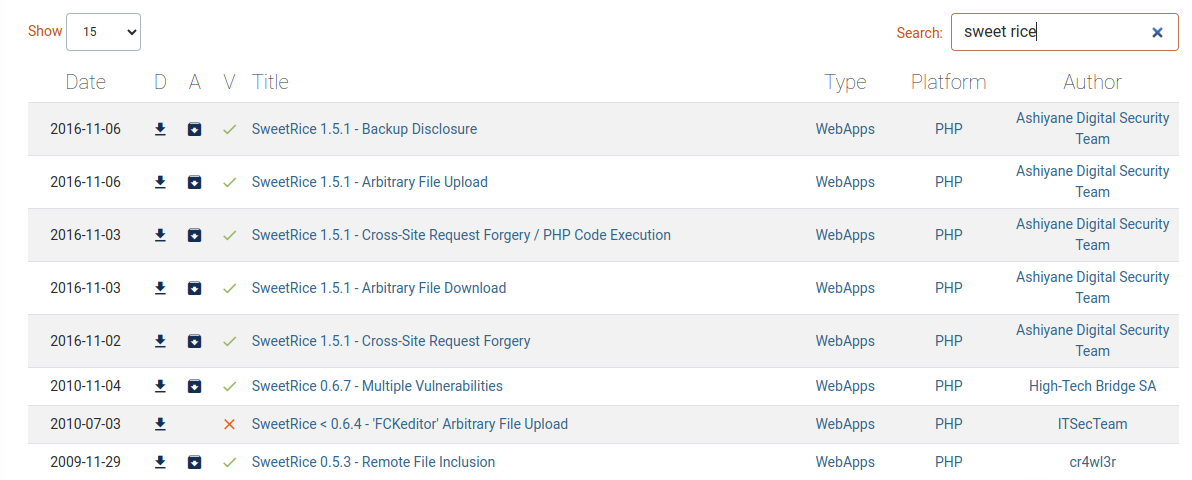 Show 15 Search: sweet rice
Date D A V Title Type Platform Author
2016-11-06 SweetRice 1.5.1 - Backup Disclosure WebApps PHP Ashiyane Digital Security Team
2016-11-06 SweetRice 1.5.1 - Arbitrary File Upload WebApps PHP Ashiyane Digital Security Team
2016-11-03 SweetRice 1.5.1 - Cross-Site Request Forgery / PHP Code Execution WebApps PHP Ashiyane Digital Security Team
2016-11-03 SweetRice 1.5.1 - Arbitrary File Download WebApps PHP Ashiyane Digital Security Team
2016-11-02 SweetRice 1.5.1 - Cross-Site Request Forgery WebApps PHP Ashiyane Digital Security Team
2010-11-04 SweetRice 0.6.7 - Multiple Vulnerabilities WebApps PHP High-Tech Bridge SA
2010-07-03 SweetRice < 0.6.4 - 'FCKeditor' Arbitrary File Upload WebApps PHP ITSecTeam
2009-11-29 SweetRice 0.5.3 - Remote File Inclusion WebApps PHP cr4wl3r